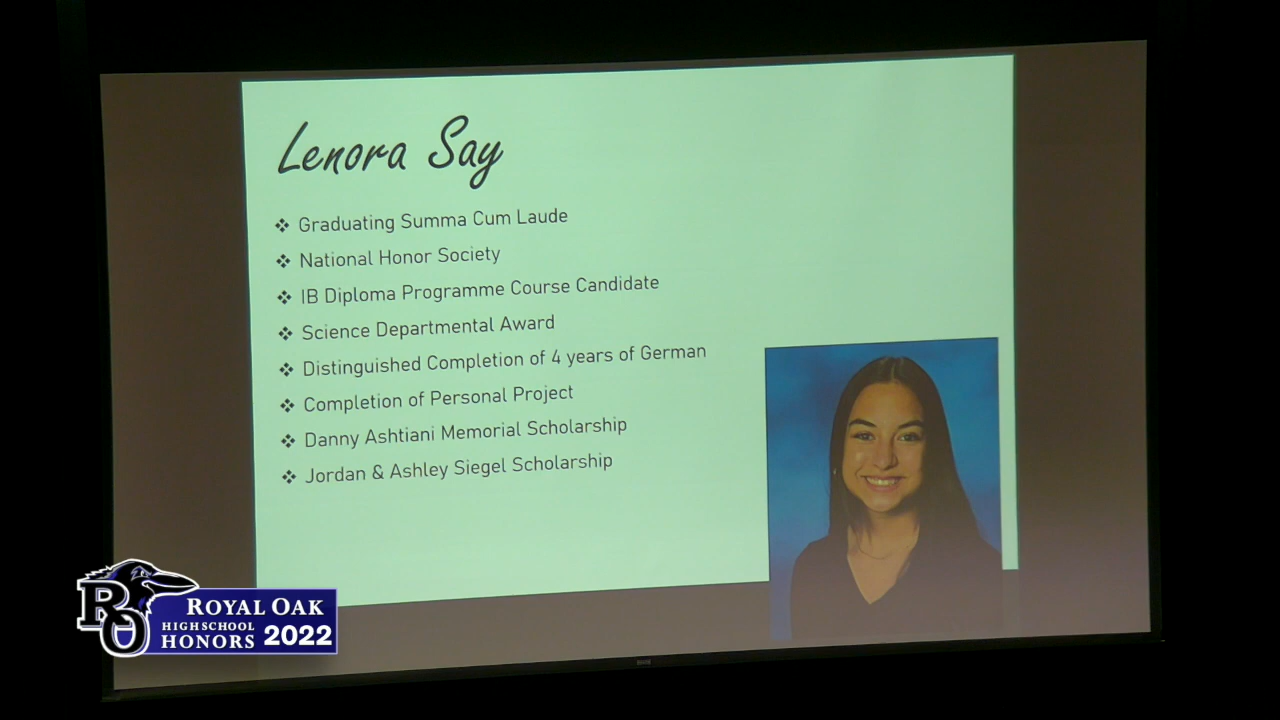 Lenora Say
❖ Graduating Summa Cum Laude
❖ National Honor Society
❖ IB Diploma Programme Course Candidate
❖ Science Departmental Award
❖ Distinguished Completion of 4 years of German
❖ Completion of Personal Project
❖ Danny Ashtiani Memorial Scholarship
❖ Jordan & Ashley Siegel Scholarship
RO
ROYAL OAK
HIGH SCHOOL
HONORS 2022